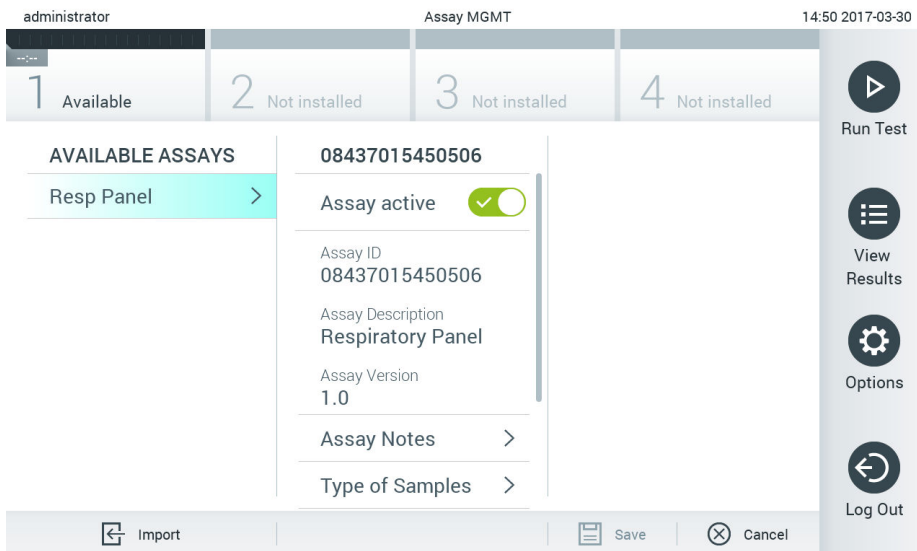 administrator
Assay MGMT
14:50 2017-03-30
--:--
1 Available
2 Not installed
3 Not installed
4 Not installed
Run Test
View
Results
Options
Log Out
AVAILABLE ASSAYS
Resp Panel
08437015450506
Assay active
Assay ID
08437015450506
Assay Description
Respiratory Panel
Assay Version
1.0
Assay Notes
Type of Samples
Import
Save
Cancel